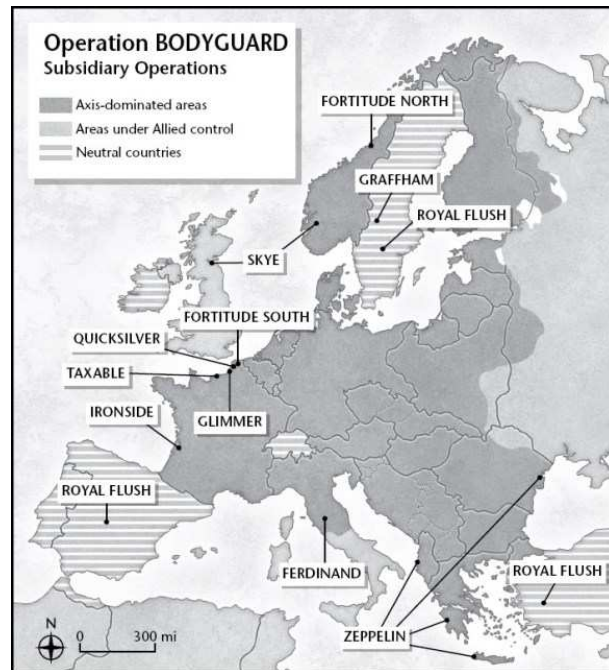 Operation BODYGUARD
Subsidiary Operations
Axis-dominated areas
Areas under Allied control
Neutral countries
FORTITUDE NORTH
GRAFFHAM
ROYAL FLUSH
SKYE
FORTITUDE SOUTH
QUICKSILVER
TAXABLE
IRONSIDE
GLIMMER
ROYAL FLUSH
FERDINAND
ROYAL FLUSH
ZEPPELIN
N
0 300 mi